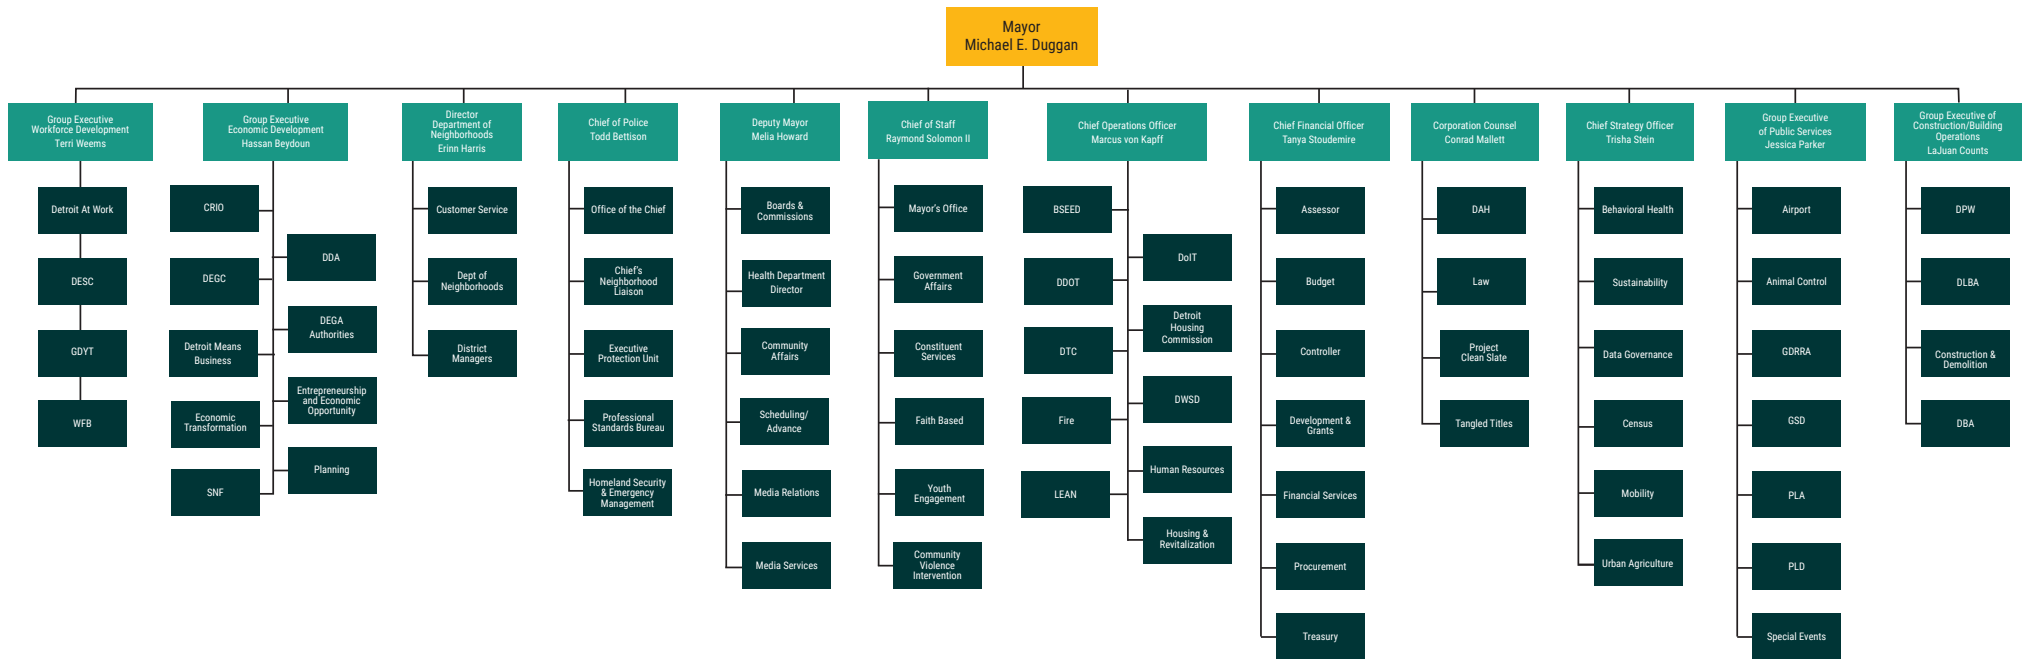 Mayor
Michael E. Duggan
Group Executive
Workforce Development
Terri Weems
Group Executive
Economic Development
Hassan Beydoun
Director
Department of
Neighborhoods
Erinn Harris
Chief of Police
Todd Bettison
Deputy Mayor
Melia Howard
Chief of Staff
Raymond Solomon II
Chief Operations Officer
Marcus von Kapff
Chief Financial Officer
Tanya Stoudemire
Corporation Counsel
Conrad Mallett
Chief Strategy Officer
Trisha Stein
Group Executive
of Public Services
Jessica Parker
Group Executive of
Construction/Building
Operations
LaJuan Counts
Detroit At Work
DESC
GDYT
WFB
CRIO
DDA
DEGC
DEGA
Authorities
Detroit Means
Business
Entrepreneurship
and Economic
Opportunity
Economic
Transformation
Planning
SNF
Customer Service
Dept of
Neighborhoods
District
Managers
Office of the Chief
Chief's
Neighborhood
Liaison
Executive
Protection Unit
Professional
Standards Bureau
Homeland Security
& Emergency
Management
Boards &
Commissions
Health Department
Director
Community
Affairs
Scheduling/
Advance
Media Relations
Media Services
Mayor's Office
Government
Affairs
Constituent
Services
Faith Based
Youth
Engagement
Community
Violence
Intervention
BSEED
DoIT
DDOT
Detroit
Housing
Commission
DTC
DWSD
Fire
Human Resources
LEAN
Housing &
Revitalization
Assessor
Budget
Controller
Development &
Grants
Financial Services
Procurement
Treasury
DAH
Law
Project
Clean Slate
Tangled Titles
Behavioral Health
Sustainability
Data Governance
Census
Mobility
Urban Agriculture
Airport
Animal Control
GDRRA
GSD
PLA
PLD
Special Events
DPW
DLBA
Construction &
Demolition
DBA